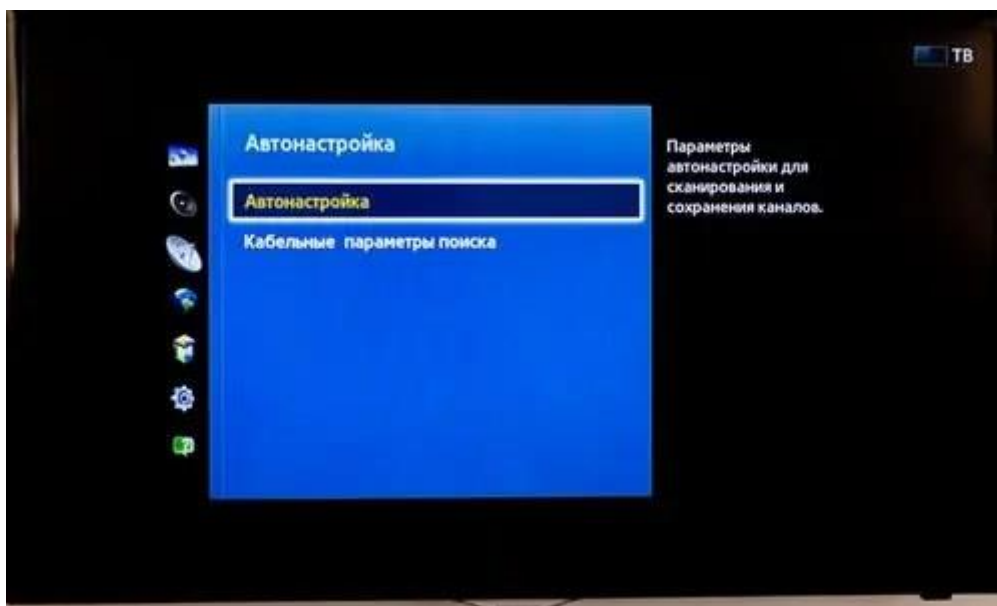 ТВ
Автонастройка
Автонастройка
Кабельные параметры поиска
Параметры
автонастройки для
сканирования и
сохранения каналов.